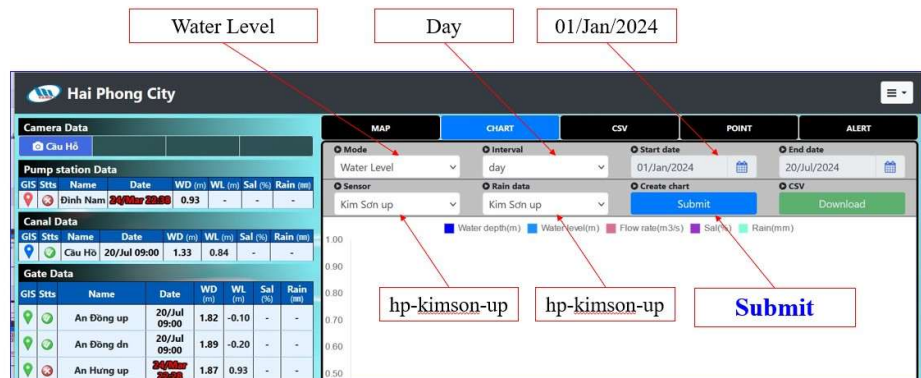 Water Level
Day
01/Jan/2024
Hai Phong City
Camera Data
Cầu Hồ
Pump station Data
GIS Stts Name Date WD (m) WL (m) Sal (%) Rain (mm)
Đinh Nam 24/Mar 20:30 0.93 - - -
Canal Data
GIS Stts Name Date WD (m) WL (m) Sal (%) Rain (mm)
Cầu Hồ 20/Jul 09:00 1.33 0.84 - -
Gate Data
GIS Stts Name Date WD (m) WL (m) Sal (%) Rain (mm)
An Đồng up 20/Jul 09:00 1.82 -0.10 - -
An Đồng dn 20/Jul 09:00 1.89 -0.20 - -
An Hưng up 24/Mar 1.87 0.93 - -
MAP CHART CSV POINT ALERT
Mode Interval Start date End date
Water Level day 01/Jan/2024 20/Jul/2024
Sensor Rain data Create chart CSV
Kim Sơn up Kim Sơn up Submit Download
Water depth(m) Water level(m) Flow rate(m3/s) Sal(%) Rain(mm)
1.00
0.90
0.80
0.70
0.60
0.50
hp-kimson-up
hp-kimson-up
Submit